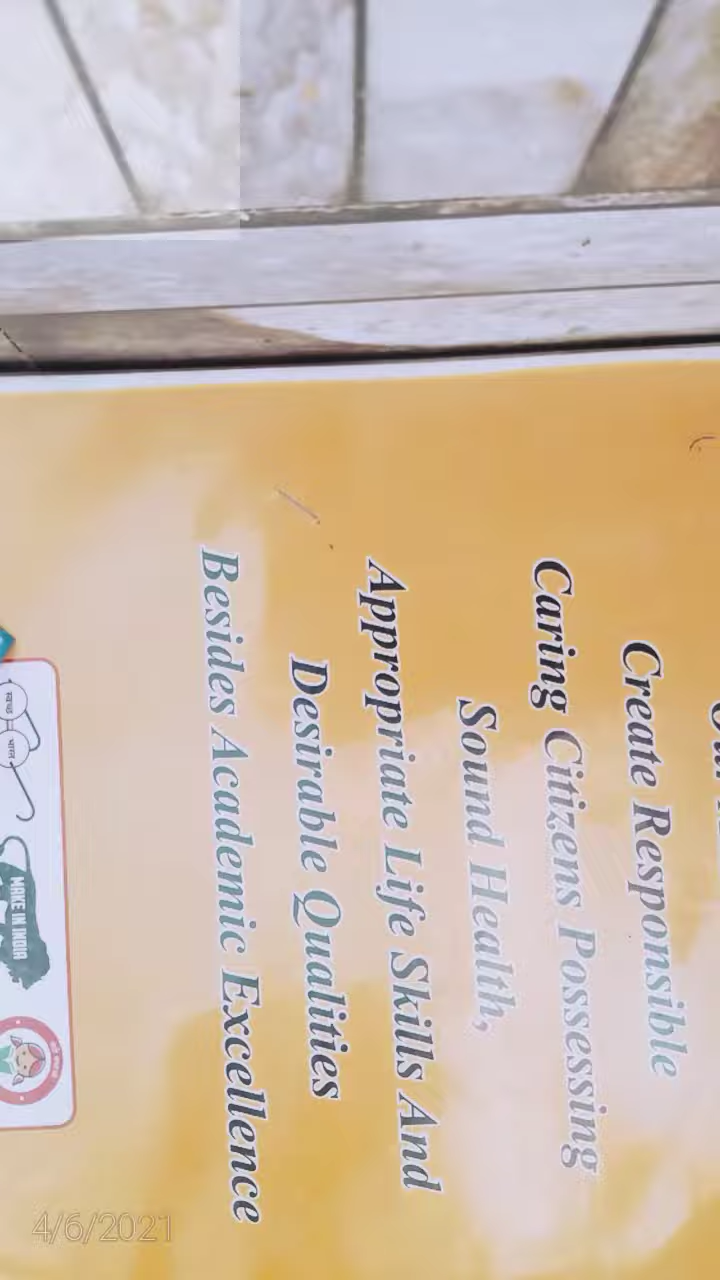 Create Responsible
Caring Citizens Possessing
Sound Health,
Appropriate Life Skills And
Desirable Qualities
Besides Academic Excellence
MAKE IN INDIA
4/6/2021